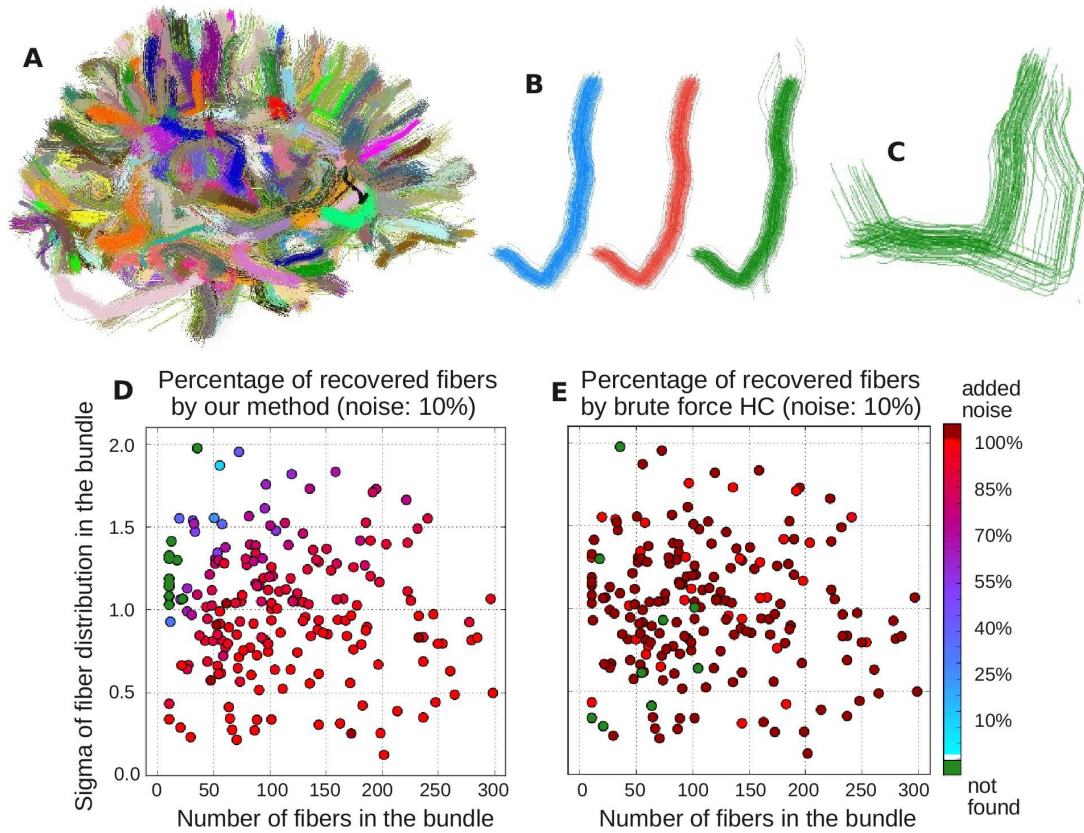 A
B
C
D
Percentage of recovered fibers
by our method (noise: 10%)
E
Percentage of recovered fibers
by brute force HC (noise: 10%)
added
noise
Sigma of fiber distribution in the bundle
2.0
1.5
1.0
0.5
0.0
0 50 100 150 200 250 300
Number of fibers in the bundle
0 50 100 150 200 250 300
Number of fibers in the bundle
100%
85%
70%
55%
40%
25%
10%
not
found